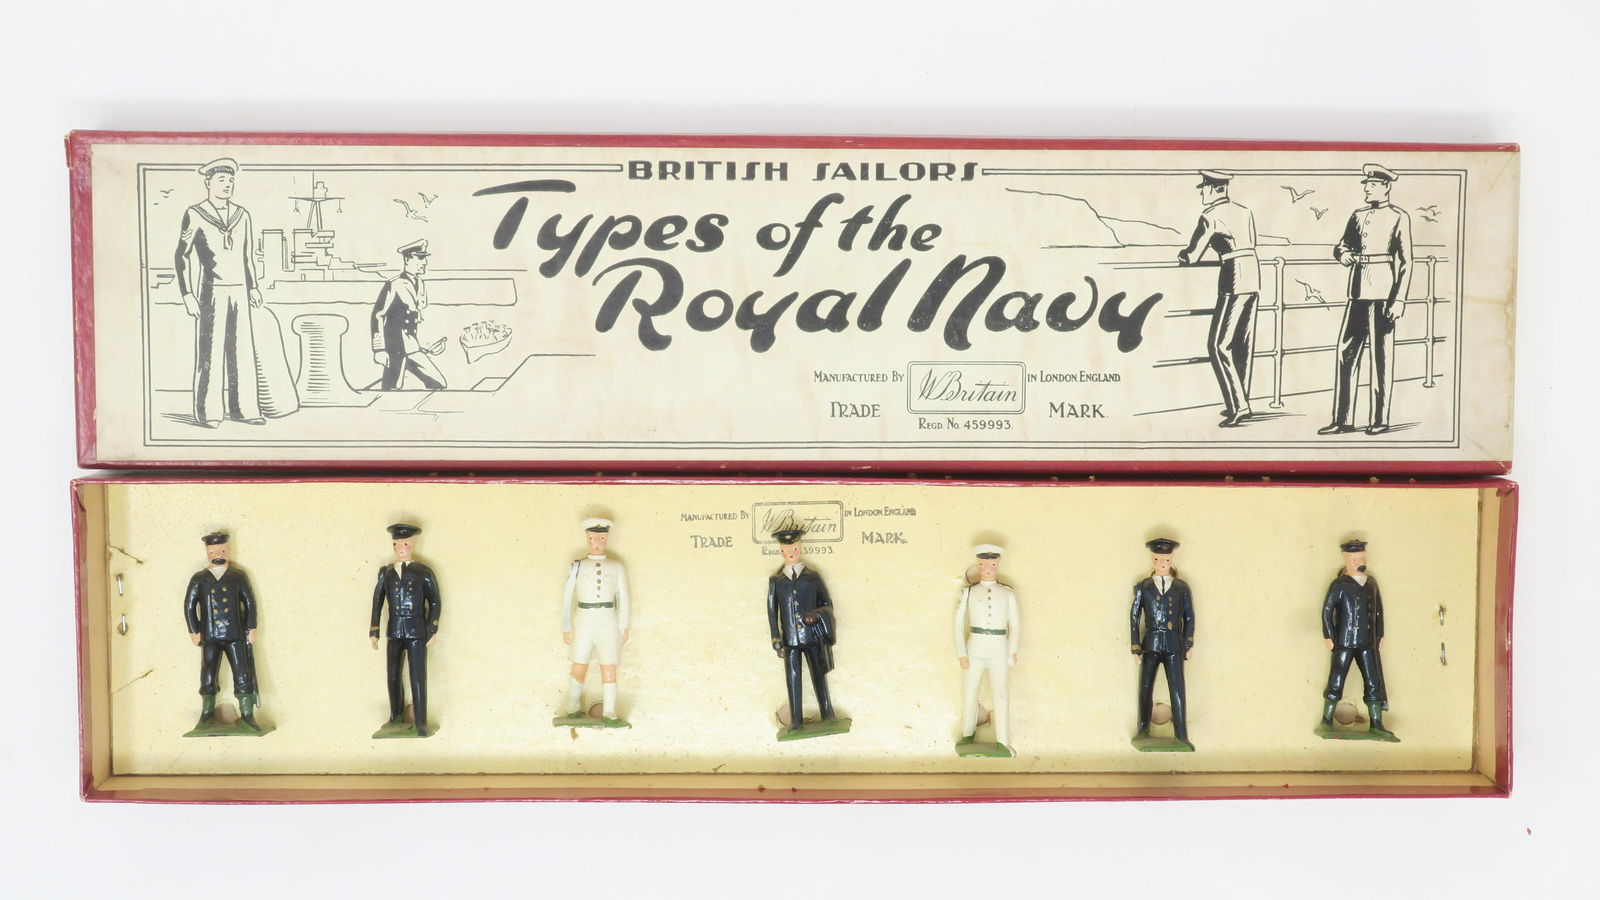 BRITISH SAILORS
Types of the
Royal Navy
MANUFACTURED BY W Britain IN LONDON, ENGLAND.
TRADE MARK.
REGD. No. 459993.
MANUFACTURED BY W Britain IN LONDON, ENGLAND
TRADE MARK.